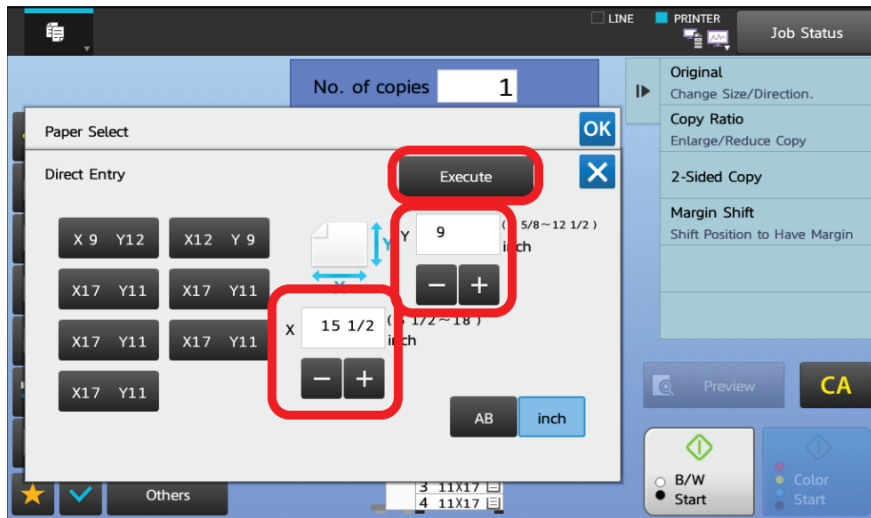 LINE
PRINTER
Job Status
No. of copies 1
Original
Change Size/Direction.
Copy Ratio
Enlarge/Reduce Copy
2-Sided Copy
Margin Shift
Shift Position to Have Margin
Paper Select
OK
Direct Entry
Execute
X 9 Y12
X12 Y 9
X17 Y11
X17 Y11
X17 Y11
X17 Y11
X17 Y11
Y
Y 9
5/8~12 1/2 )
inch
X 15 1/2
1/2~18 )
inch
AB
inch
Preview
CA
B/W
Start
Color
Start
Others
3 11X17
4 11X17